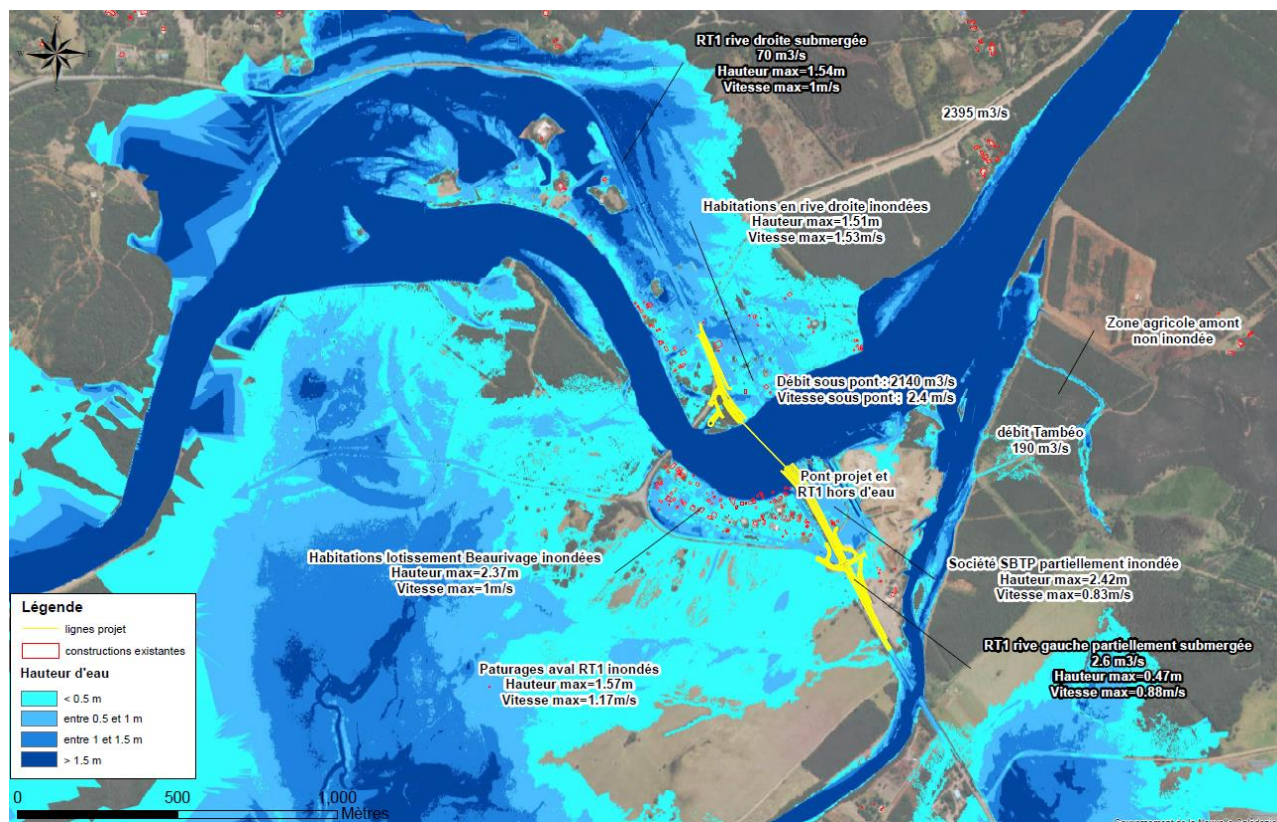 N
W
E
S
RT1 rive droite submergée
70 m3/s
Hauteur max=1.54m
Vitesse max=1m/s
2395 m3/s
Habitations en rive droite inondées
Hauteur max=1.51m
Vitesse max=1.53m/s
Zone agricole amont
non inondée
Débit sous pont : 2140 m3/s
Vitesse sous pont : 2.4 m/s
débit Tambéo
190 m3/s
Pont projet et
RT1 hors d'eau
Habitations lotissement Beaurivage inondées
Hauteur max=2.37m
Vitesse max=1m/s
Société SBTP partiellement inondée
Hauteur max=2.42m
Vitesse max=0.83m/s
RT1 rive gauche partiellement submergée
2.6 m3/s
Hauteur max=0.47m
Vitesse max=0.88m/s
Paturages aval RT1 inondés
Hauteur max=1.57m
Vitesse max=1.17m/s
Légende
lignes projet
constructions existantes
Hauteur d'eau
< 0.5 m
entre 0.5 et 1 m
entre 1 et 1.5 m
> 1.5 m
0 500 1,000
Mètres